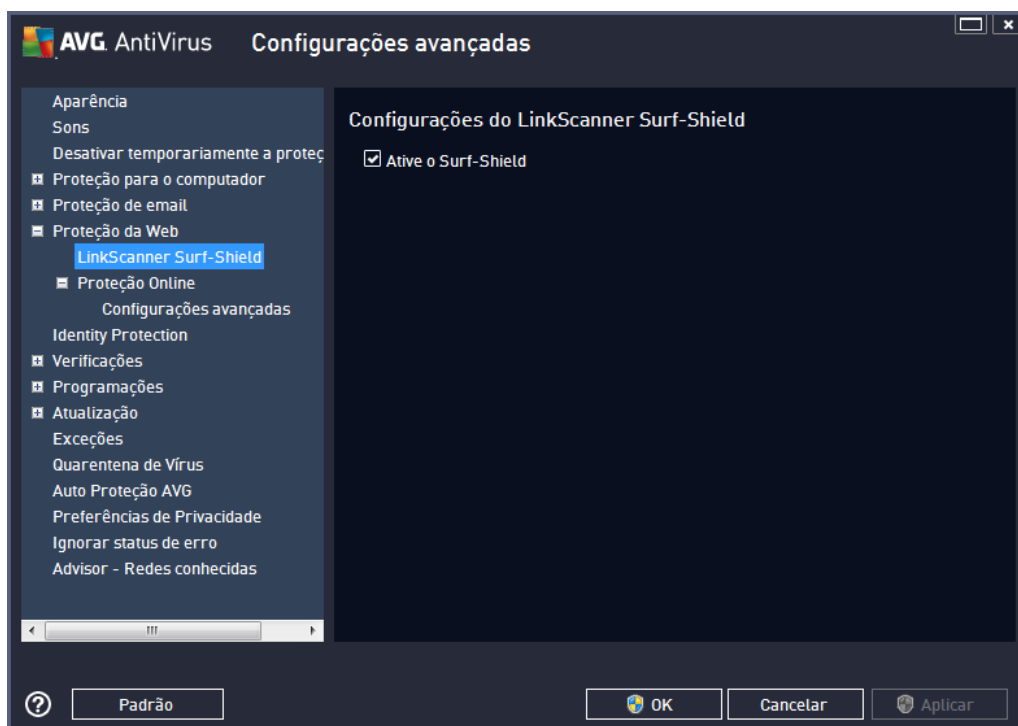 AVG. AntiVirus Configurações avançadas
Aparência
Sons
Desativar temporariamente a proteç
Proteção para o computador
Proteção de email
Proteção da Web
LinkScanner Surf-Shield
Proteção Online
Configurações avançadas
Identity Protection
Verificações
Programações
Atualização
Exceções
Quarentena de Vírus
Auto Proteção AVG
Preferências de Privacidade
Ignorar status de erro
Advisor - Redes conhecidas
Configurações do LinkScanner Surf-Shield
Ative o Surf-Shield
Padrão
OK
Cancelar
Aplicar